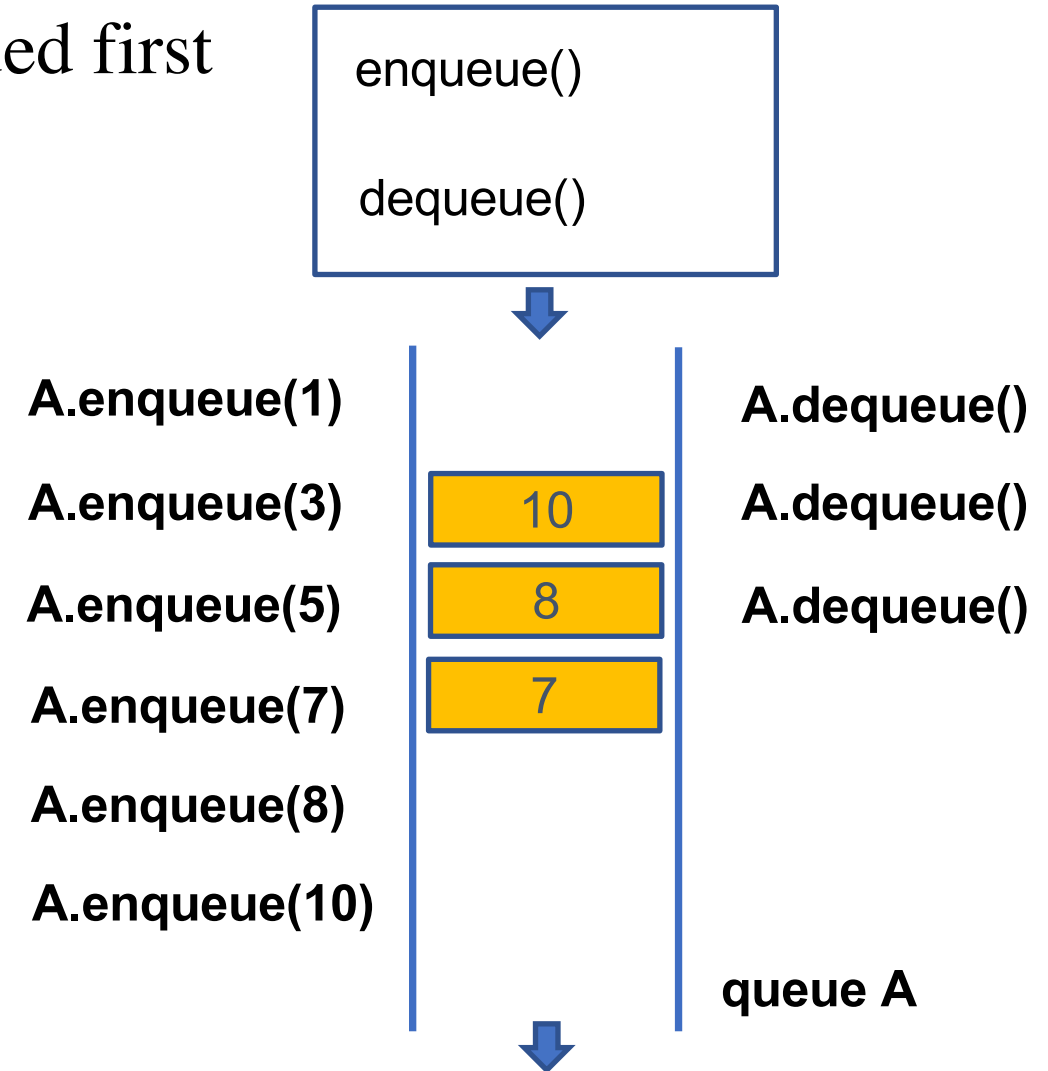 ed first
enqueue()
dequeue()
A.enqueue(1)
A.enqueue(3)
A.enqueue(5)
A.enqueue(7)
A.enqueue(8)
A.enqueue(10)
10
8
7
A.dequeue()
A.dequeue()
A.dequeue()
queue A